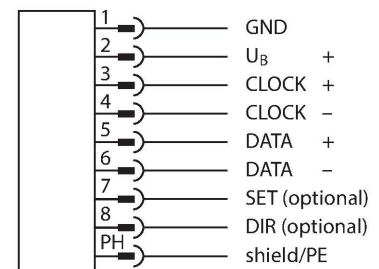 1 GND
2 UB +
3 CLOCK +
4 CLOCK –
5 DATA +
6 DATA –
7 SET (optional)
8 DIR (optional)
PH shield/PE